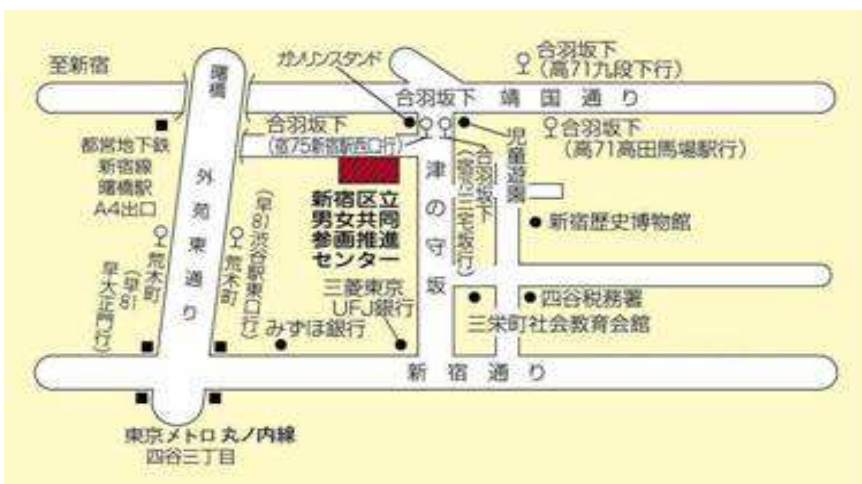 至新宿
曙橋
ガソリンスタンド
合羽坂下
(高71九段下行)
合羽坂下
靖国通り
合羽坂下
(宿75新宿駅西口行)
合羽坂下
(高71高田馬場駅行)
都営地下鉄
新宿線
曙橋駅
A4出口
外苑東通り
新宿区立
男女共同
参画推進
センター
津の守坂
合羽坂下
(宿75三宅坂行)
児童遊園
新宿歴史博物館
荒木町
(早81
早大正門行)
荒木町
(早81渋谷駅東口行)
三菱東京
UFJ銀行
みずほ銀行
四谷税務署
三栄町社会教育会館
新宿通り
東京メトロ 丸ノ内線
四谷三丁目